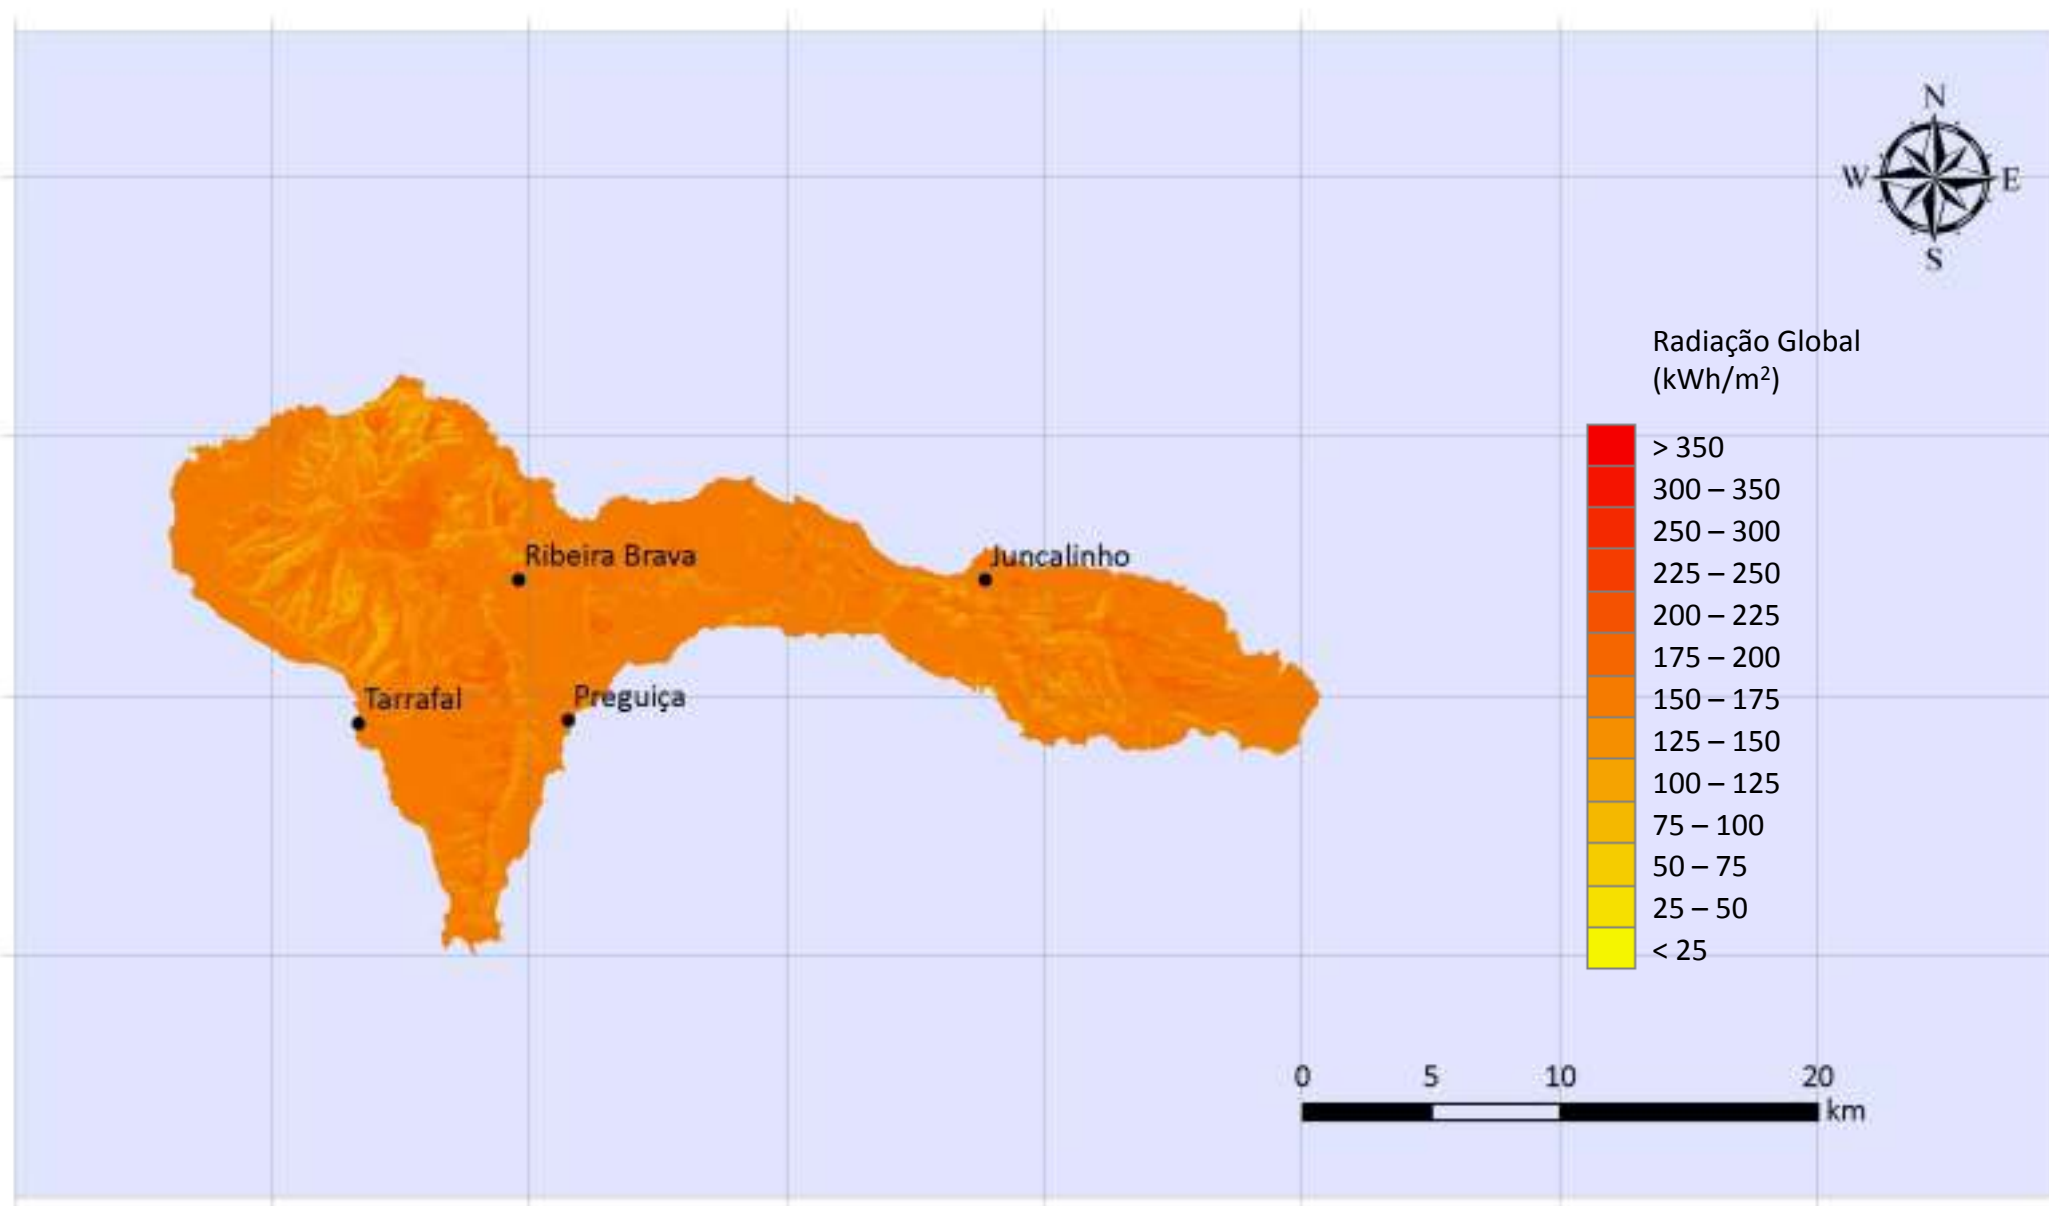 N
W
E
S
Radiação Global
(kWh/m²)
> 350
300 – 350
250 – 300
225 – 250
200 – 225
175 – 200
150 – 175
125 – 150
100 – 125
75 – 100
50 – 75
25 – 50
< 25
Ribeira Brava
Juncalinho
Tarrafal
Preguiça
0 5 10 20
km